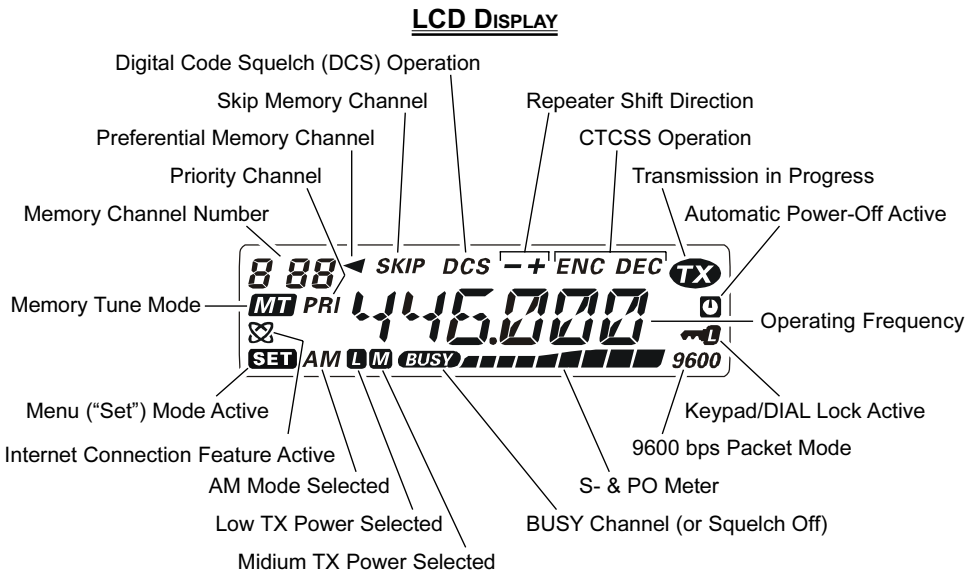 LCD DISPLAY
Digital Code Squelch (DCS) Operation
Skip Memory Channel
Repeater Shift Direction
Preferential Memory Channel
CTCSS Operation
Priority Channel
Transmission in Progress
Memory Channel Number
Automatic Power-Off Active
8 88 SKIP DCS - + ENC DEC TX
Memory Tune Mode
MT PRI 446.000
Operating Frequency
L
SET AM L M BUSY 9600
Menu (“Set”) Mode Active
Keypad/DIAL Lock Active
Internet Connection Feature Active
9600 bps Packet Mode
AM Mode Selected
S- & PO Meter
Low TX Power Selected
BUSY Channel (or Squelch Off)
Midium TX Power Selected